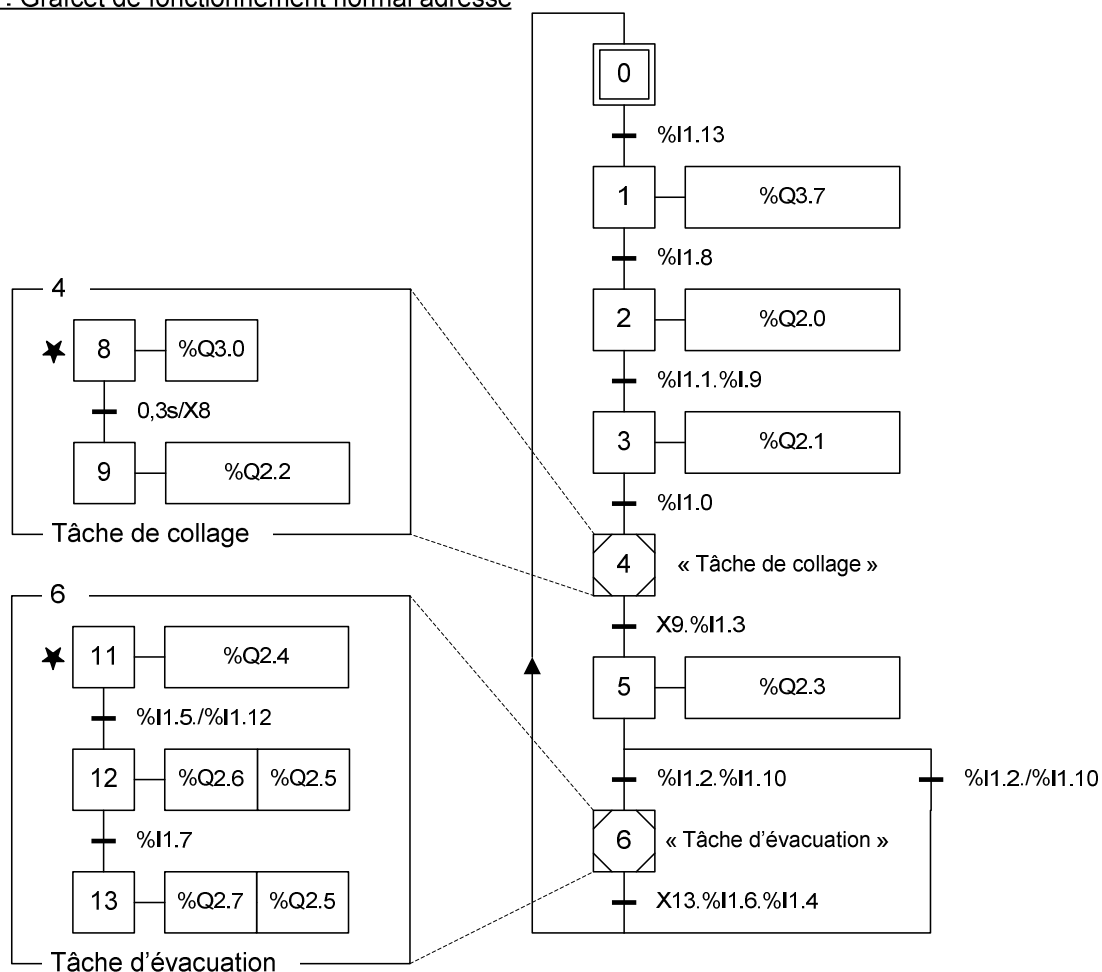 : Grafcet de fonctionnement normal adressé
0
%I1.13
1 %Q3.7
%I1.8
2 %Q2.0
%I1.1.%I.9
3 %Q2.1
%I1.0
4 « Tâche de collage »
X9.%I1.3
5 %Q2.3
%I1.2.%I1.10 %I1.2./%I1.10
6 « Tâche d'évacuation »
X13.%I1.6.%I1.4
4
8 %Q3.0
0,3s/X8
9 %Q2.2
Tâche de collage
6
11 %Q2.4
%I1.5./%I1.12
12 %Q2.6 %Q2.5
%I1.7
13 %Q2.7 %Q2.5
Tâche d'évacuation